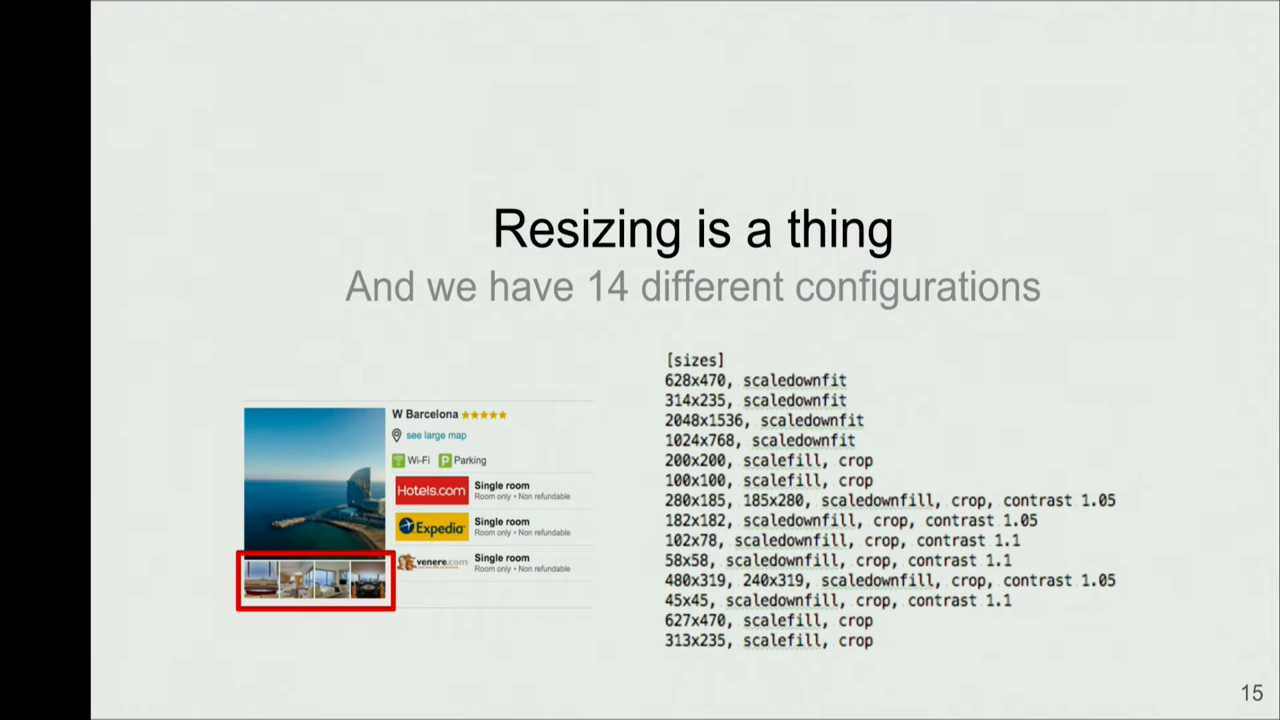 Resizing is a thing
And we have 14 different configurations
W Barcelona
see large map
Wi-Fi P Parking
Hotels.com
Single room
Room only • Non refundable
Expedia
Single room
Room only • Non refundable
venere.com
Single room
Room only • Non refundable
[sizes]
628x470, scaledownfit
314x235, scaledownfit
2048x1536, scaledownfit
1024x768, scaledownfit
200x200, scalefill, crop
100x100, scalefill, crop
280x185, 185x280, scaledownfill, crop, contrast 1.05
182x182, scaledownfill, crop, contrast 1.05
102x78, scaledownfill, crop, contrast 1.1
58x58, scaledownfill, crop, contrast 1.1
480x319, 240x319, scaledownfill, crop, contrast 1.05
45x45, scaledownfill, crop, contrast 1.1
627x470, scalefill, crop
313x235, scalefill, crop
15